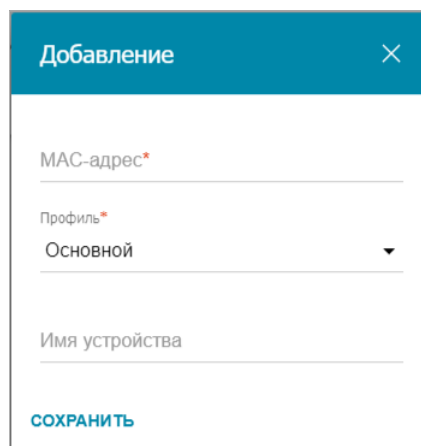 Добавление
MAC-адрес*
Профиль*
Основной
Имя устройства
СОХРАНИТЬ